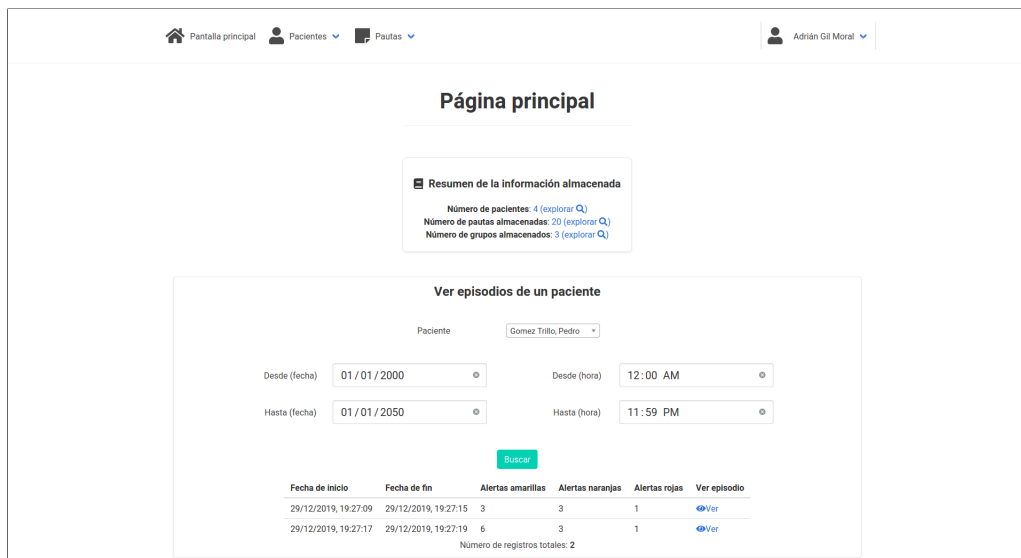 Pantalla principal Pacientes Pautas Adrián Gil Moral
Página principal
Resumen de la información almacenada
Número de pacientes: 4 (explorar)
Número de pautas almacenadas: 20 (explorar)
Número de grupos almacenados: 3 (explorar)
Ver episodios de un paciente
Paciente Gomez Trillo, Pedro
Desde (fecha) 01/01/2000 Desde (hora) 12:00 AM
Hasta (fecha) 01/01/2050 Hasta (hora) 11:59 PM
Buscar
Fecha de inicio Fecha de fin Alertas amarillas Alertas naranjas Alertas rojas Ver episodio
29/12/2019, 19:27:09 29/12/2019, 19:27:15 3 3 1 Ver
29/12/2019, 19:27:17 29/12/2019, 19:27:19 6 3 1 Ver
Número de registros totales: 2